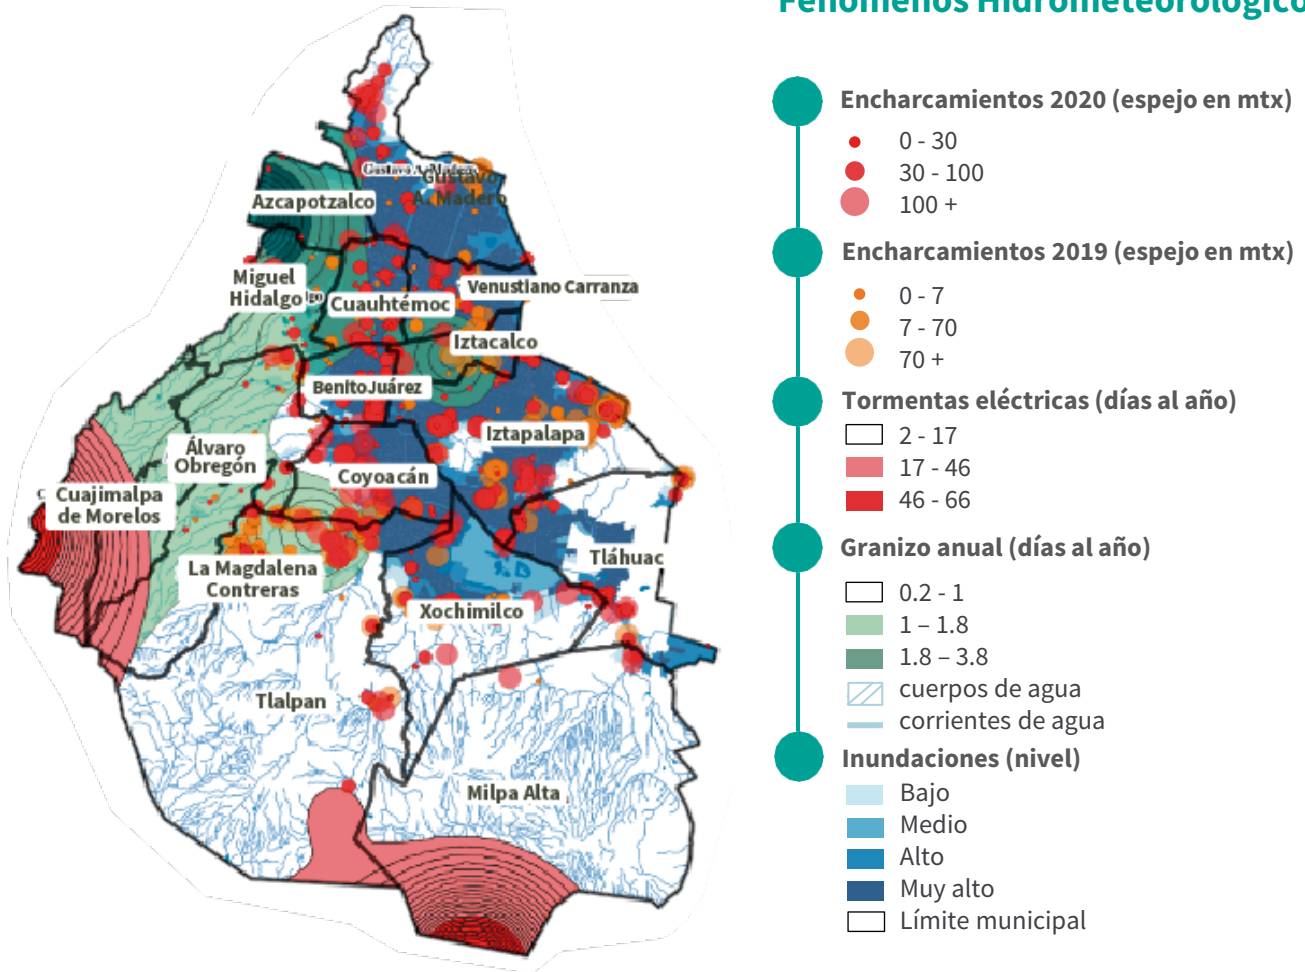 Fenómenos Hidrometeorológico
Encharcamientos 2020 (espejo en mtx)
0 - 30
30 - 100
100 +
Encharcamientos 2019 (espejo en mtx)
0 - 7
7 - 70
70 +
Tormentas eléctricas (días al año)
2 - 17
17 - 46
46 - 66
Granizo anual (días al año)
0.2 - 1
1 – 1.8
1.8 – 3.8
cuerpos de agua
corrientes de agua
Inundaciones (nivel)
Bajo
Medio
Alto
Muy alto
Límite municipal
Gustavo A. Madero
Gustavo
A. Madero
Azcapotzalco
Miguel
Hidalgo
Venustiano Carranza
Cuauhtémoc
Iztacalco
BenitoJuárez
Iztapalapa
Álvaro
Obregón
Coyoacán
Cuajimalpa
de Morelos
Tláhuac
La Magdalena
Contreras
Xochimilco
Tlalpan
Milpa Alta